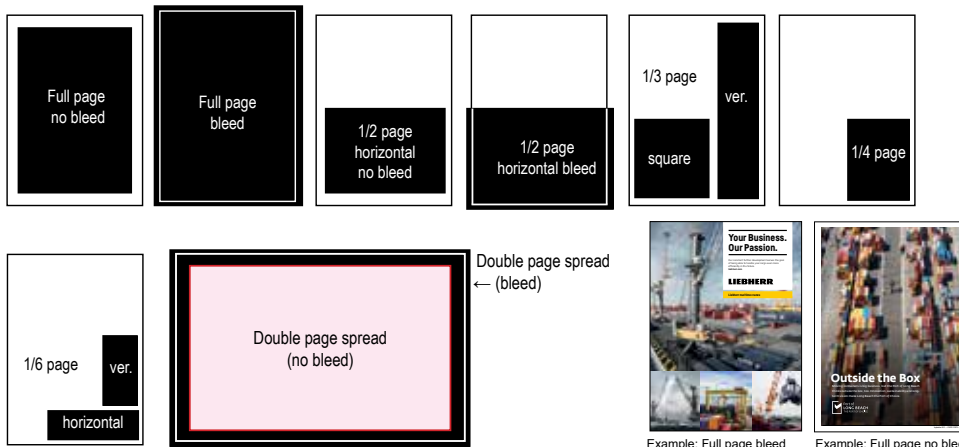 Full page
no bleed
Full page
bleed
1/2 page
horizontal
no bleed
1/2 page
horizontal bleed
1/3 page
ver.
square
1/4 page
1/6 page
ver.
horizontal
Double page spread
(no bleed)
Double page spread
← (bleed)
Your Business.
Our Passion.
LIEBHERR
Example: Full page bleed
Outside the Box
LONG BEACH
Example: Full page no bleed